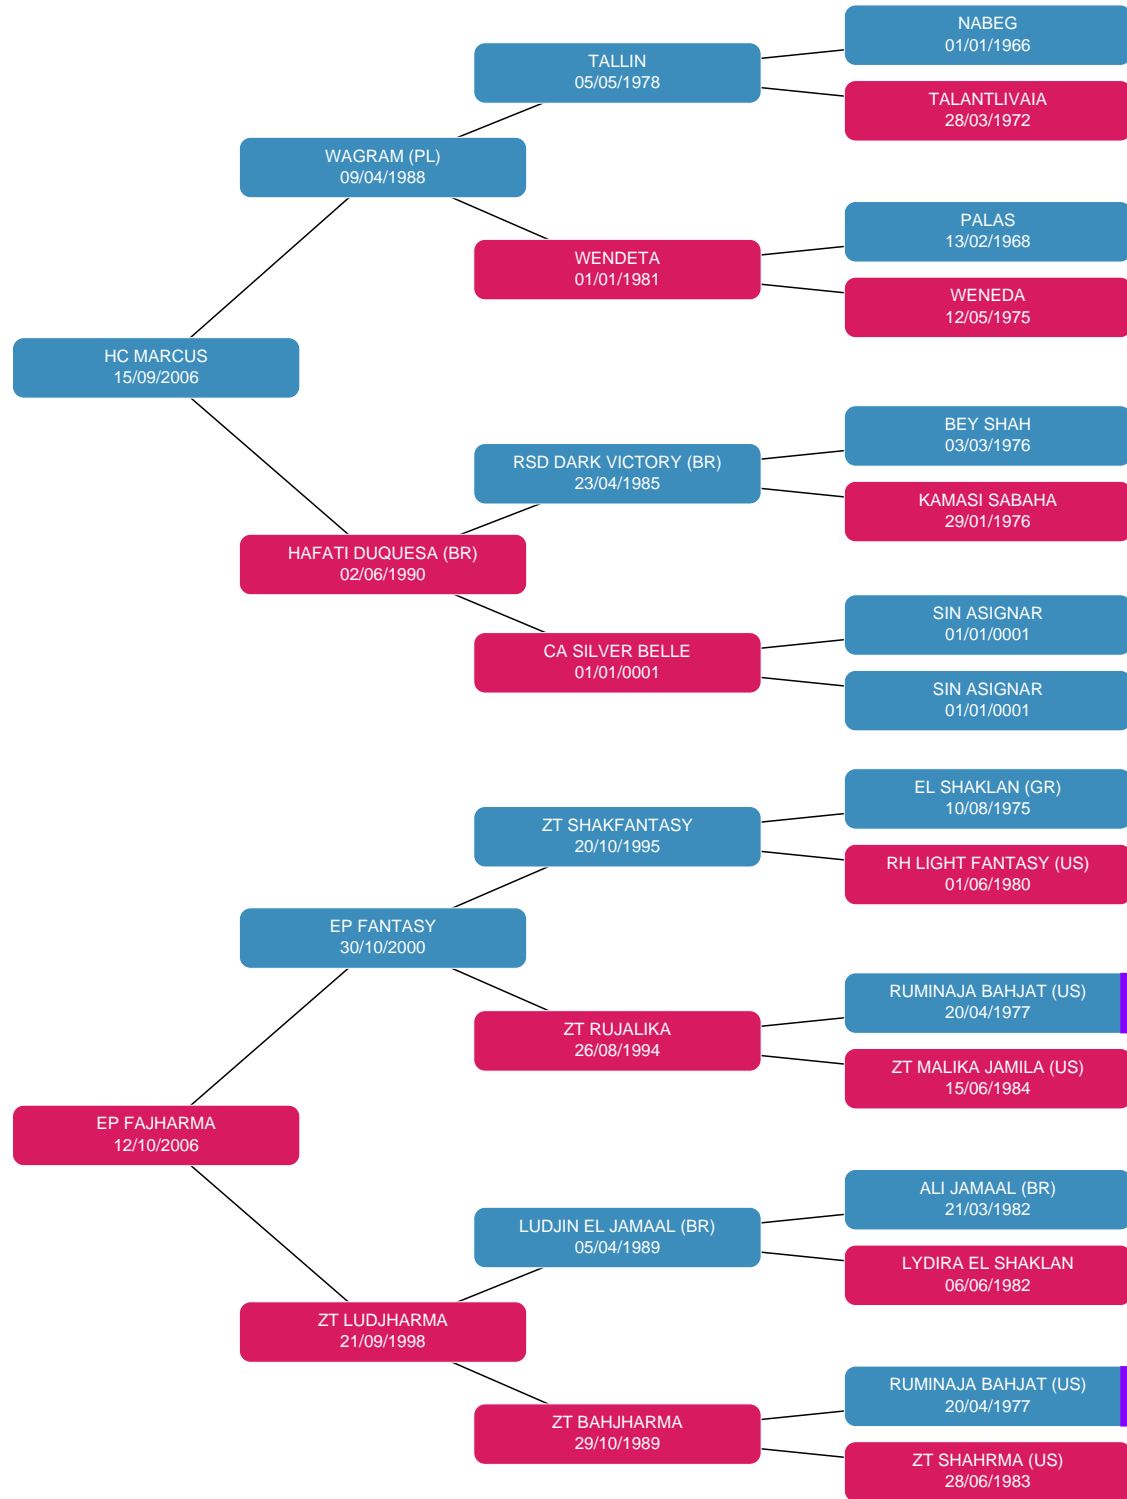 NABEG
01/01/1966
TALLIN
05/05/1978
TALANTLIVAIA
28/03/1972
WAGRAM (PL)
09/04/1988
PALAS
13/02/1968
WENDETA
01/01/1981
WENEDA
12/05/1975
HC MARCUS
15/09/2006
BEY SHAH
03/03/1976
RSD DARK VICTORY (BR)
23/04/1985
KAMASI SABAHA
29/01/1976
HAFATI DUQUESA (BR)
02/06/1990
SIN ASIGNAR
01/01/0001
CA SILVER BELLE
01/01/0001
SIN ASIGNAR
01/01/0001
EL SHAKLAN (GR)
10/08/1975
ZT SHAKFANTASY
20/10/1995
RH LIGHT FANTASY (US)
01/06/1980
EP FANTASY
30/10/2000
RUMINAJA BAHJAT (US)
20/04/1977
ZT RUJALIKA
26/08/1994
ZT MALIKA JAMILA (US)
15/06/1984
EP FAJHARMA
12/10/2006
ALI JAMAAL (BR)
21/03/1982
LUDJIN EL JAMAAL (BR)
05/04/1989
LYDIRA EL SHAKLAN
06/06/1982
ZT LUDJHARMA
21/09/1998
RUMINAJA BAHJAT (US)
20/04/1977
ZT BAHJHARMA
29/10/1989
ZT SHAHRMA (US)
28/06/1983